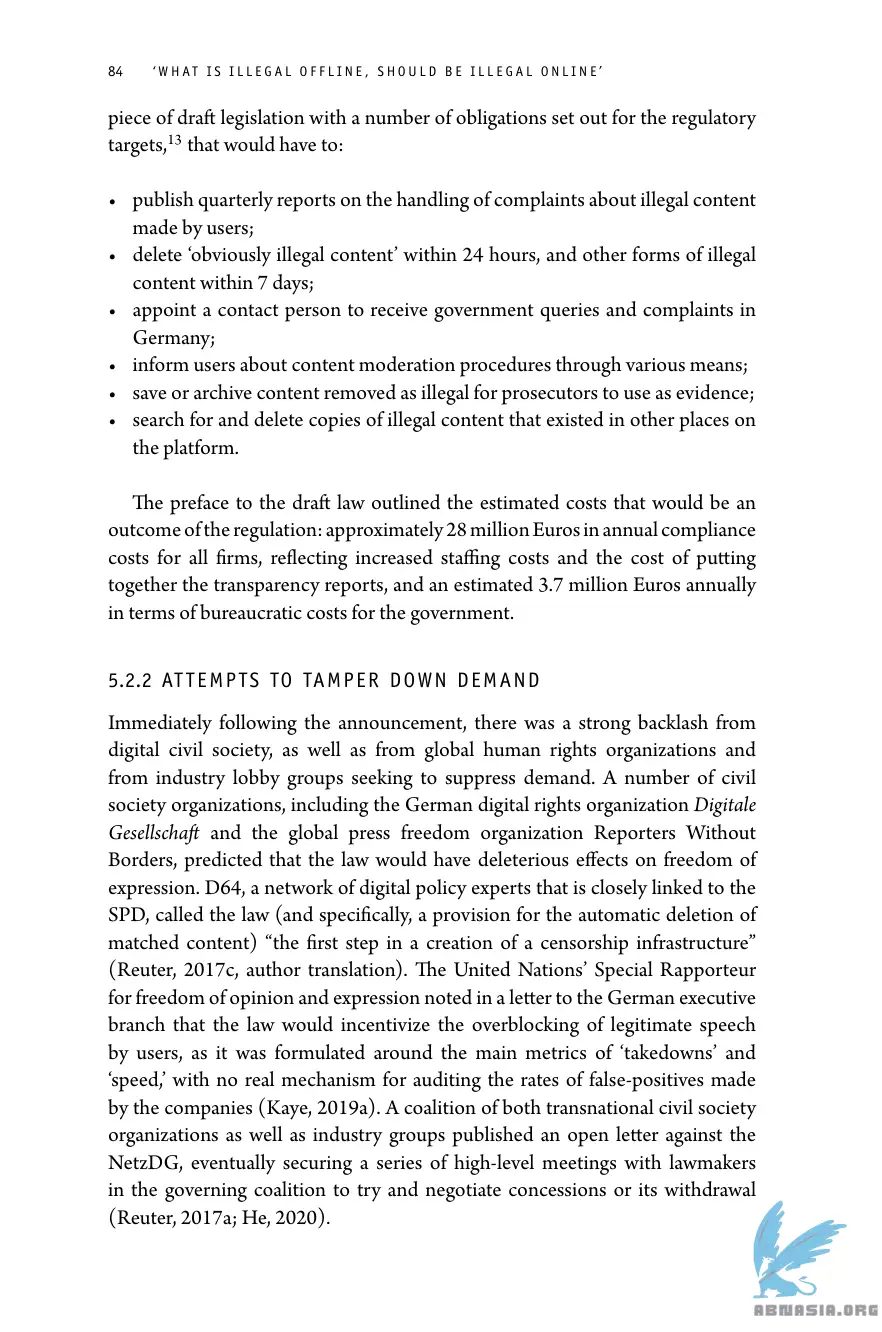 84 ‘WHAT IS ILLEGAL OFFLINE, SHOULD BE ILLEGAL ONLINE’
piece of draft legislation with a number of obligations set out for the regulatory
targets,13 that would have to:
• publish quarterly reports on the handling of complaints about illegal content
made by users;
• delete ‘obviously illegal content’ within 24 hours, and other forms of illegal
content within 7 days;
• appoint a contact person to receive government queries and complaints in
Germany;
• inform users about content moderation procedures through various means;
• save or archive content removed as illegal for prosecutors to use as evidence;
• search for and delete copies of illegal content that existed in other places on
the platform.
The preface to the draft law outlined the estimated costs that would be an
outcome of the regulation: approximately 28 million Euros in annual compliance
costs for all firms, reflecting increased staffing costs and the cost of putting
together the transparency reports, and an estimated 3.7 million Euros annually
in terms of bureaucratic costs for the government.
5.2.2 ATTEMPTS TO TAMPER DOWN DEMAND
Immediately following the announcement, there was a strong backlash from
digital civil society, as well as from global human rights organizations and
from industry lobby groups seeking to suppress demand. A number of civil
society organizations, including the German digital rights organization Digitale
Gesellschaft and the global press freedom organization Reporters Without
Borders, predicted that the law would have deleterious effects on freedom of
expression. D64, a network of digital policy experts that is closely linked to the
SPD, called the law (and specifically, a provision for the automatic deletion of
matched content) “the first step in a creation of a censorship infrastructure”
(Reuter, 2017c, author translation). The United Nations’ Special Rapporteur
for freedom of opinion and expression noted in a letter to the German executive
branch that the law would incentivize the overblocking of legitimate speech
by users, as it was formulated around the main metrics of ‘takedowns’ and
‘speed,’ with no real mechanism for auditing the rates of false-positives made
by the companies (Kaye, 2019a). A coalition of both transnational civil society
organizations as well as industry groups published an open letter against the
NetzDG, eventually securing a series of high-level meetings with lawmakers
in the governing coalition to try and negotiate concessions or its withdrawal
(Reuter, 2017a; He, 2020).
ABNASIA.ORG